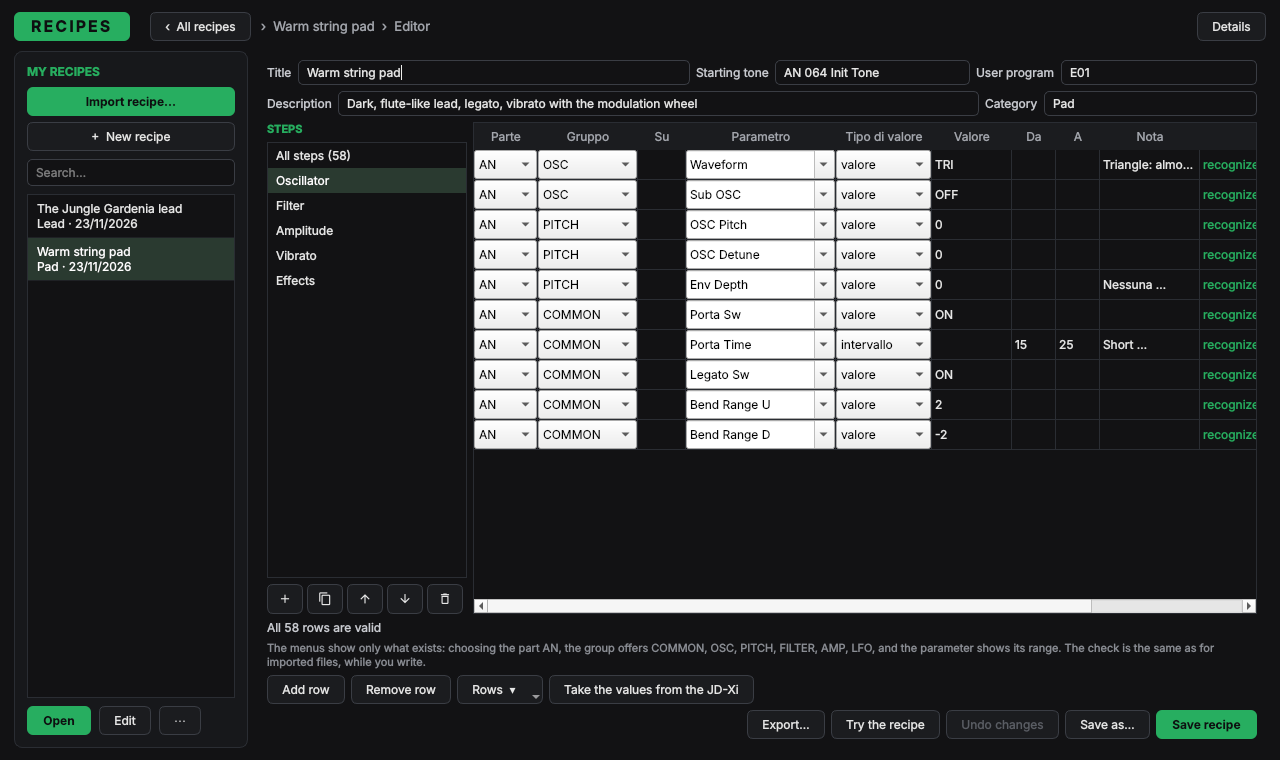 RECIPES
‹ All recipes
› Warm string pad › Editor
Details
MY RECIPES
Import recipe...
+ New recipe
Search...
The Jungle Gardenia lead
Lead · 23/11/2026
Warm string pad
Pad · 23/11/2026
Open
Edit
...
Title
Warm string pad
Starting tone
AN 064 Init Tone
User program
E01
Description
Dark, flute-like lead, legato, vibrato with the modulation wheel
Category
Pad
STEPS
All steps (58)
Oscillator
Filter
Amplitude
Vibrato
Effects
Parte Gruppo Su Parametro Tipo di valore Valore Da A Nota
AN OSC Waveform valore TRI Triangle: almo... recognize
AN OSC Sub OSC valore OFF recognize
AN PITCH OSC Pitch valore 0 recognize
AN PITCH OSC Detune valore 0 recognize
AN PITCH Env Depth valore 0 Nessuna ... recognize
AN COMMON Porta Sw valore ON recognize
AN COMMON Porta Time intervallo 15 25 Short ... recognize
AN COMMON Legato Sw valore ON recognize
AN COMMON Bend Range U valore 2 recognize
AN COMMON Bend Range D valore -2 recognize
+
All 58 rows are valid
The menus show only what exists: choosing the part AN, the group offers COMMON, OSC, PITCH, FILTER, AMP, LFO, and the parameter shows its range. The check is the same as for
imported files, while you write.
Add row
Remove row
Rows ▾
Take the values from the JD-Xi
Export...
Try the recipe
Undo changes
Save as...
Save recipe